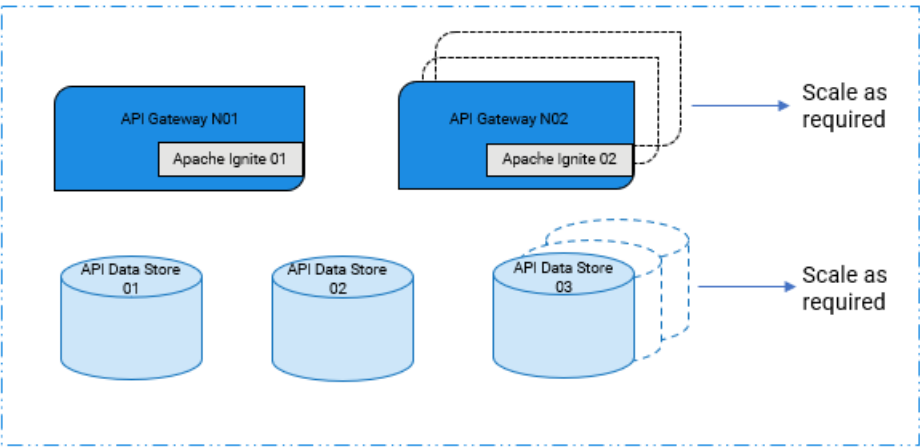 API Gateway N01
Apache Ignite 01
API Gateway N02
Apache Ignite 02
Scale as
required
API Data Store
01
API Data Store
02
API Data Store
03
Scale as
required